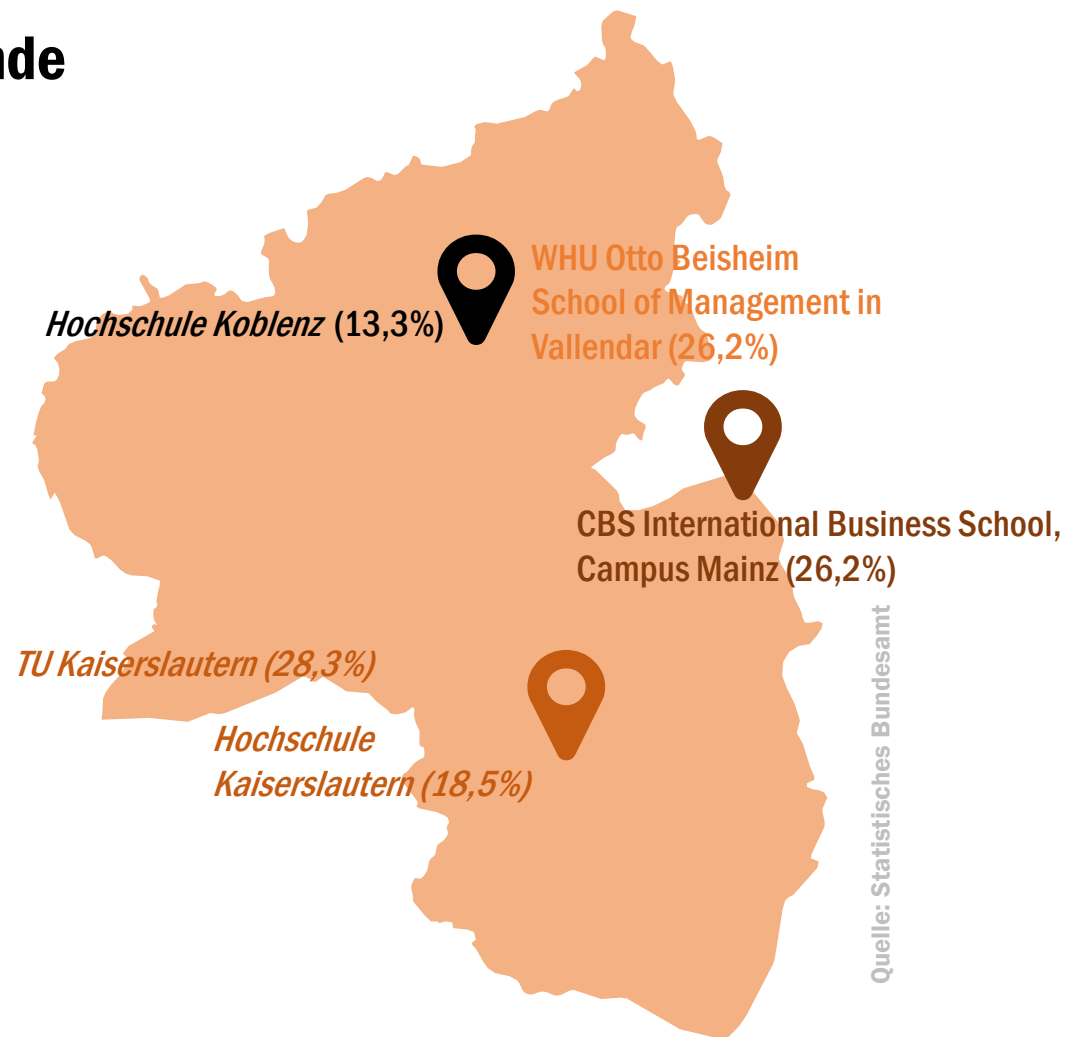 nde
WHU Otto Beisheim
School of Management in
Vallendar (26,2%)
Hochschule Koblenz (13,3%)
CBS International Business School,
Campus Mainz (26,2%)
TU Kaiserslautern (28,3%)
Hochschule
Kaiserslautern (18,5%)
Quelle: Statistisches Bundesamt